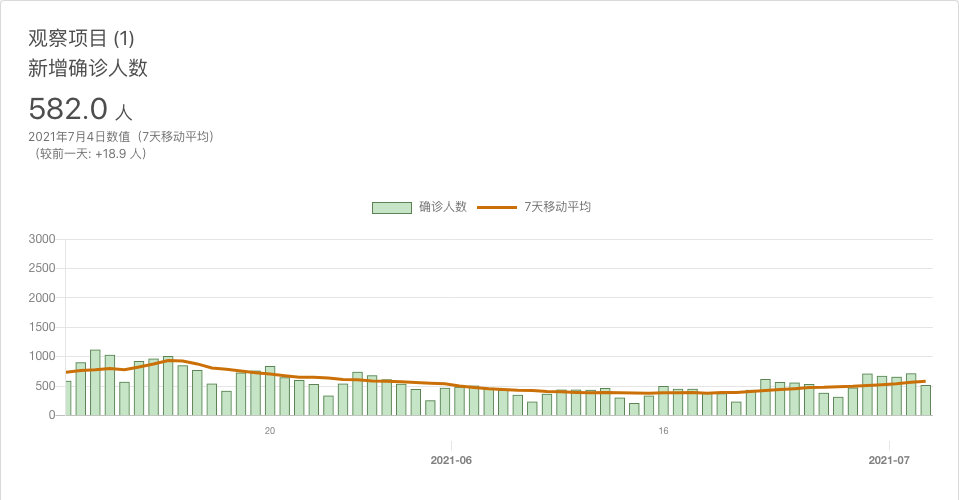 观察项目 (1)
新增确诊人数
582.0 人
2021年7月4日数值（7天移动平均）
（较前一天: +18.9 人）
确诊人数 7天移动平均
3000
2500
2000
1500
1000
500
0
20 16
2021-06 2021-07